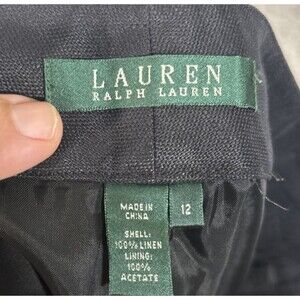 LAUREN
RALPH LAUREN
MADE IN
CHINA
12
SHELL:
100% LINEN
LINING:
100%
ACETATE